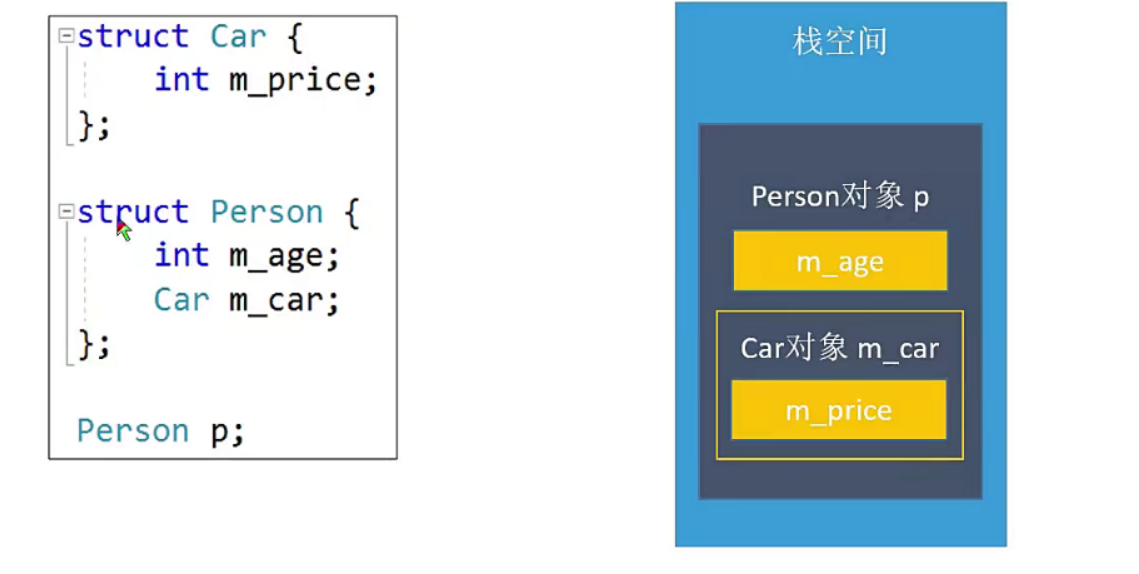 struct Car {
int m_price;
};
struct Person {
int m_age;
Car m_car;
};
Person p;
栈空间
Person对象 p
m_age
Car对象 m_car
m_price